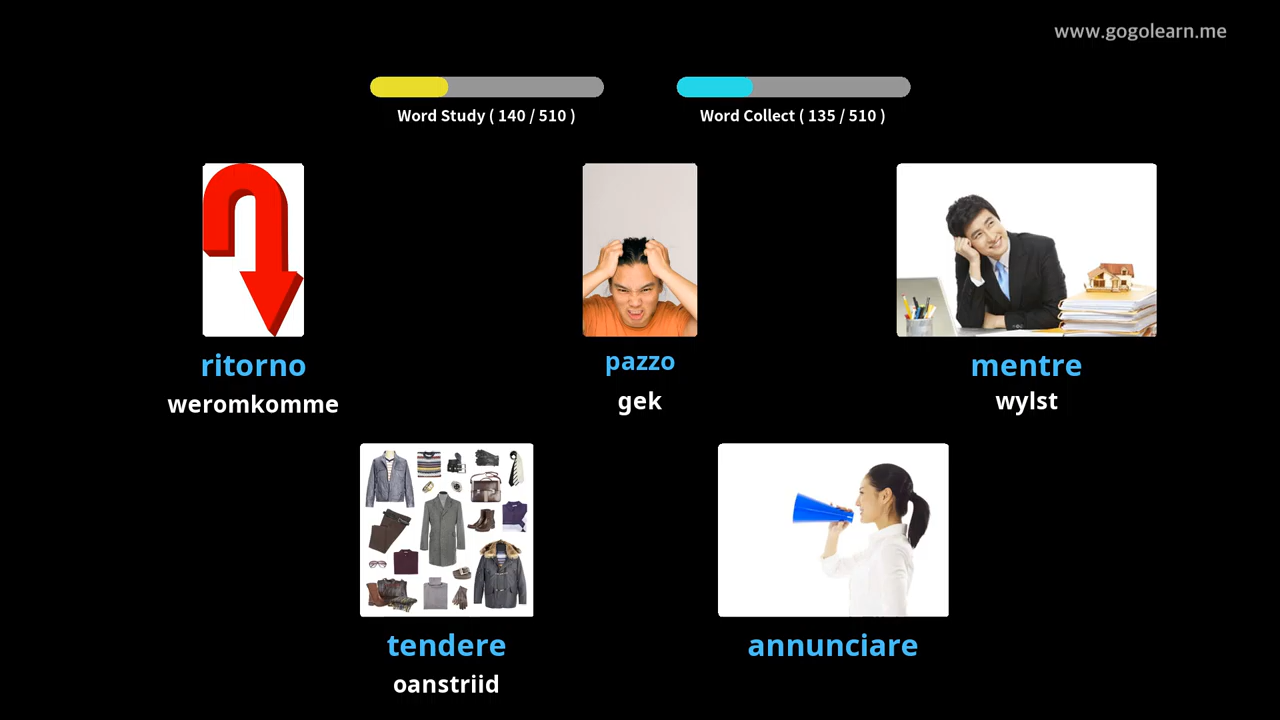 www.gogolearn.me
Word Study ( 140 / 510 )
Word Collect ( 135 / 510 )
ritorno
weromkomme
pazzo
gek
mentre
wylst
tendere
oanstriid
annunciare